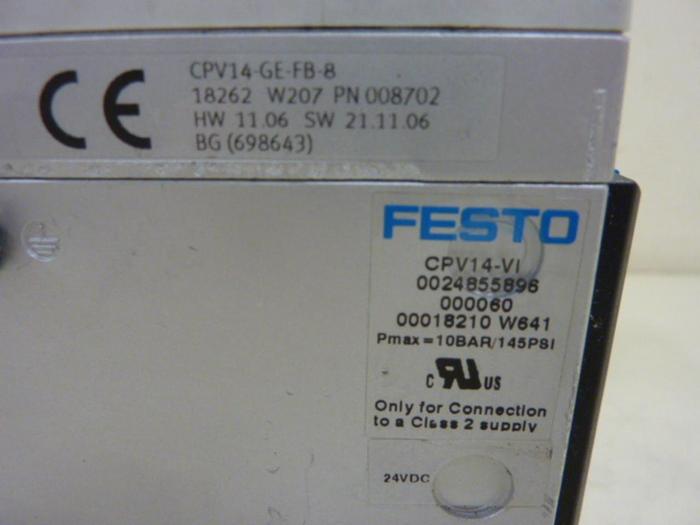 CE
CPV14-GE-FB-8
18262 W207 PN 008702
HW 11.06 SW 21.11.06
BG (698643)
FESTO
CPV14-VI
0024855896
000060
00018210 W641
Pmax=10BAR/145PSI
c RU US
Only for Connection
to a Class 2 supply
24VDC